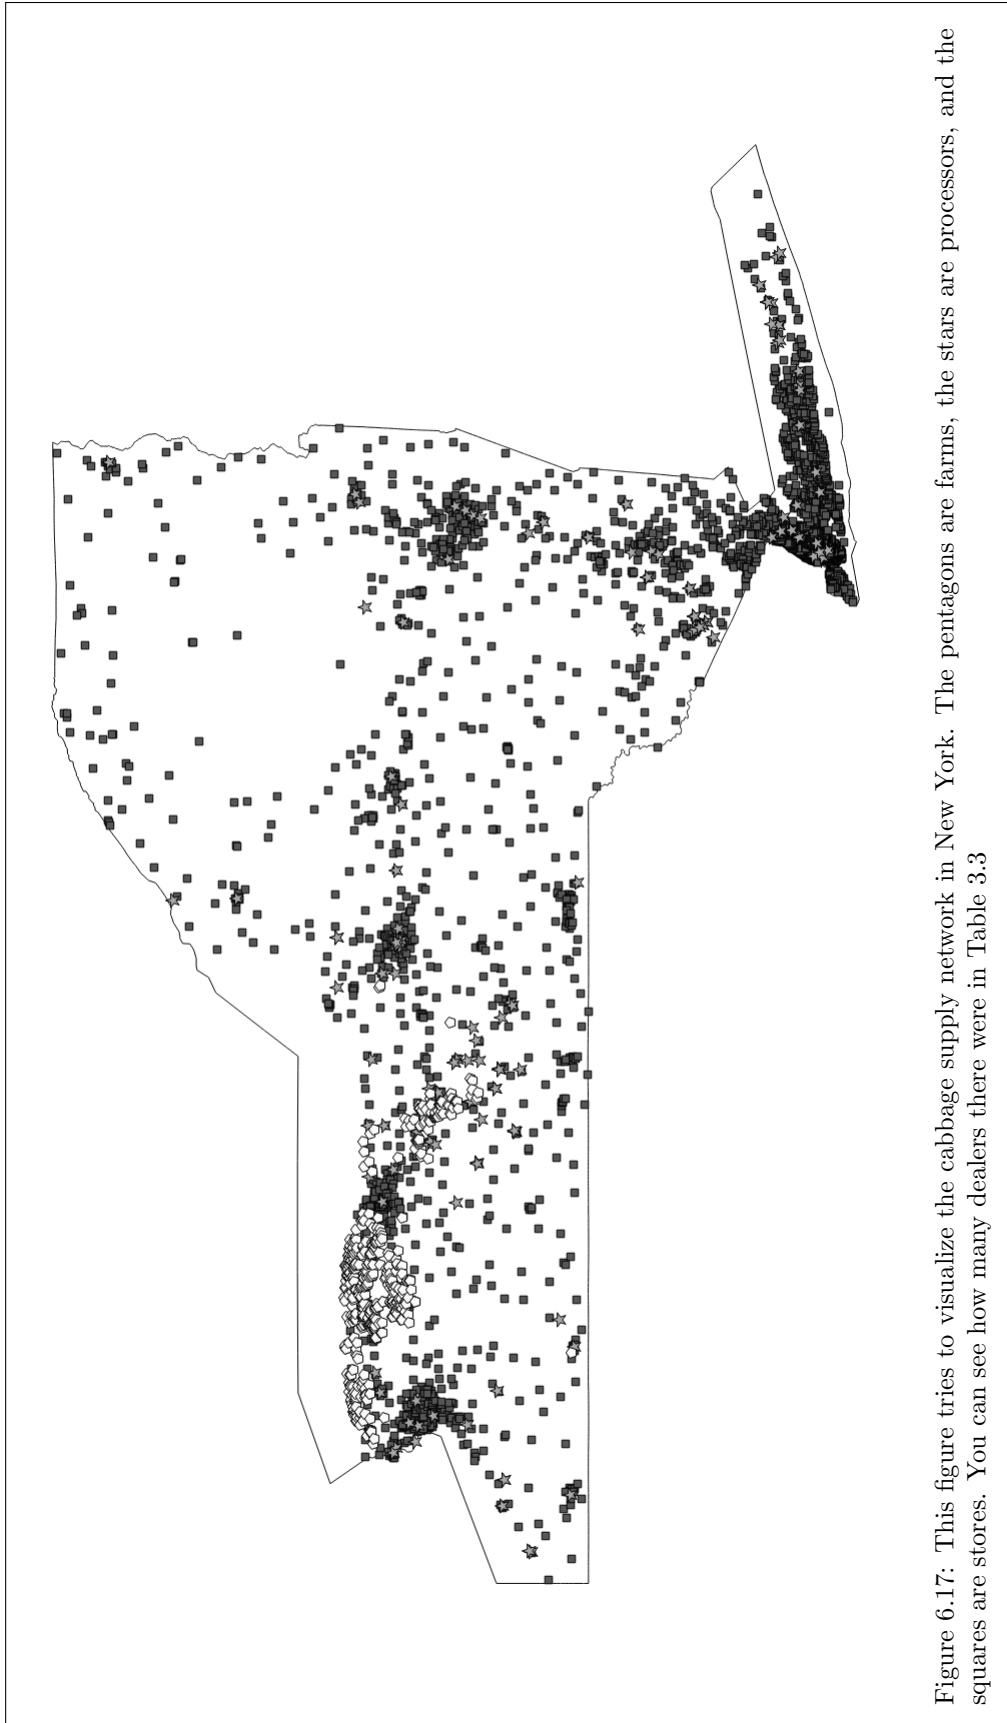 Figure 6.17: This figure tries to visualize the cabbage supply network in New York. The pentagons are farms, the stars are processors, and the
squares are stores. You can see how many dealers there were in Table 3.3